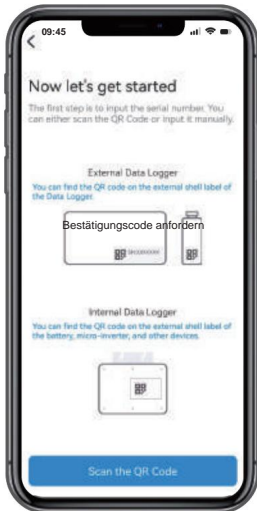 09:45
Now let's get started
The first step is to input the serial number. You
can either scan the QR Code or input it manually.
External Data Logger
You can find the QR code on the external shell label of
the Data Logger.
Bestätigungscode anfordern
Internal Data Logger
You can find the QR code on the external shell label of
the battery, micro-inverter, and other devices.
Scan the QR Code